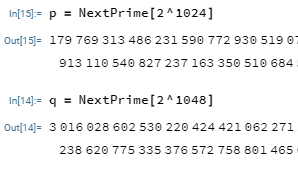 In[15]:= p = NextPrime[2^1024]
Out[15]= 179 769 313 486 231 590 772 930 519 07
913 110 540 827 237 163 350 510 684
In[14]:= q = NextPrime[2^1048]
Out[14]= 3 016 028 602 530 220 424 421 062 271
238 620 775 335 376 572 758 801 465